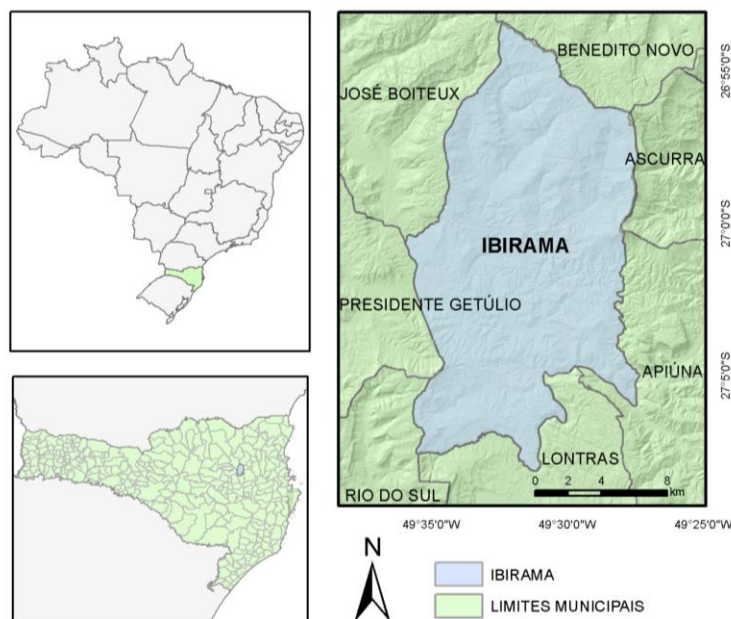 BENEDITO NOVO
JOSÉ BOITEUX
ASCURRA
IBIRAMA
PRESIDENTE GETÚLIO
APIÚNA
LONTRAS
RIO DO SUL
0 2 4 6 8
km
26°55'0"S
27°0'0"S
27°5'0"S
49°35'0"W
49°30'0"W
49°25'0"W
N
IBIRAMA
LIMITES MUNICIPAIS